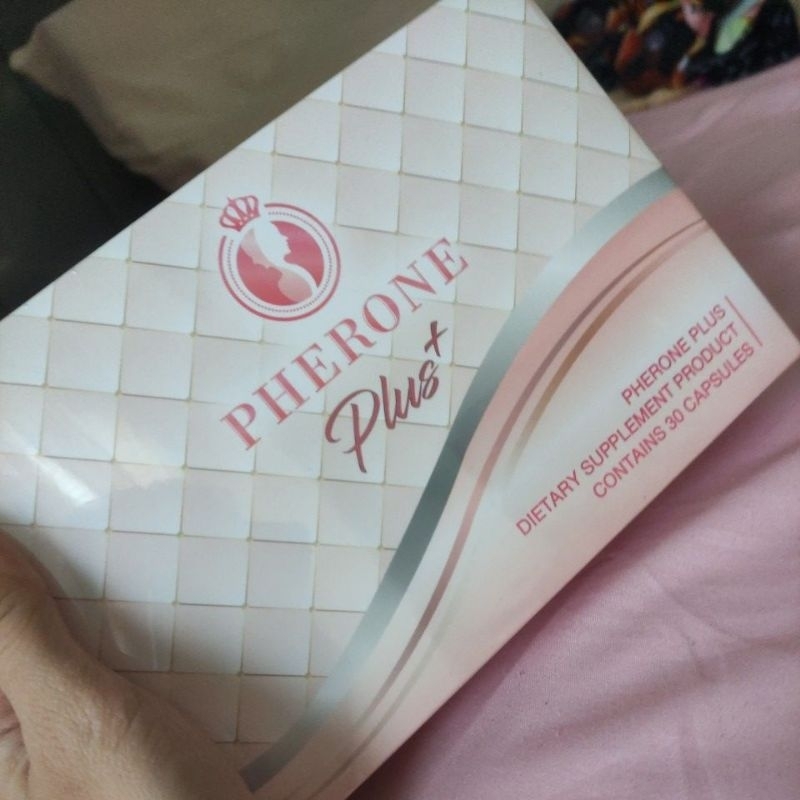 PHERONE
Plus+
PHERONE PLUS
DIETARY SUPPLEMENT PRODUCT
CONTAINS 30 CAPSULES